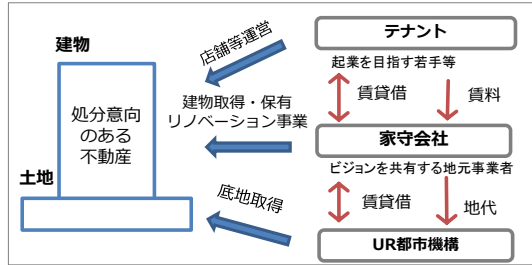 建物
処分意向
のある
不動産
土地
店舗等運営
建物取得・保有
リノベーション事業
底地取得
テナント
起業を目指す若手等
賃貸借
賃料
家守会社
ビジョンを共有する地元事業者
賃貸借
地代
UR都市機構